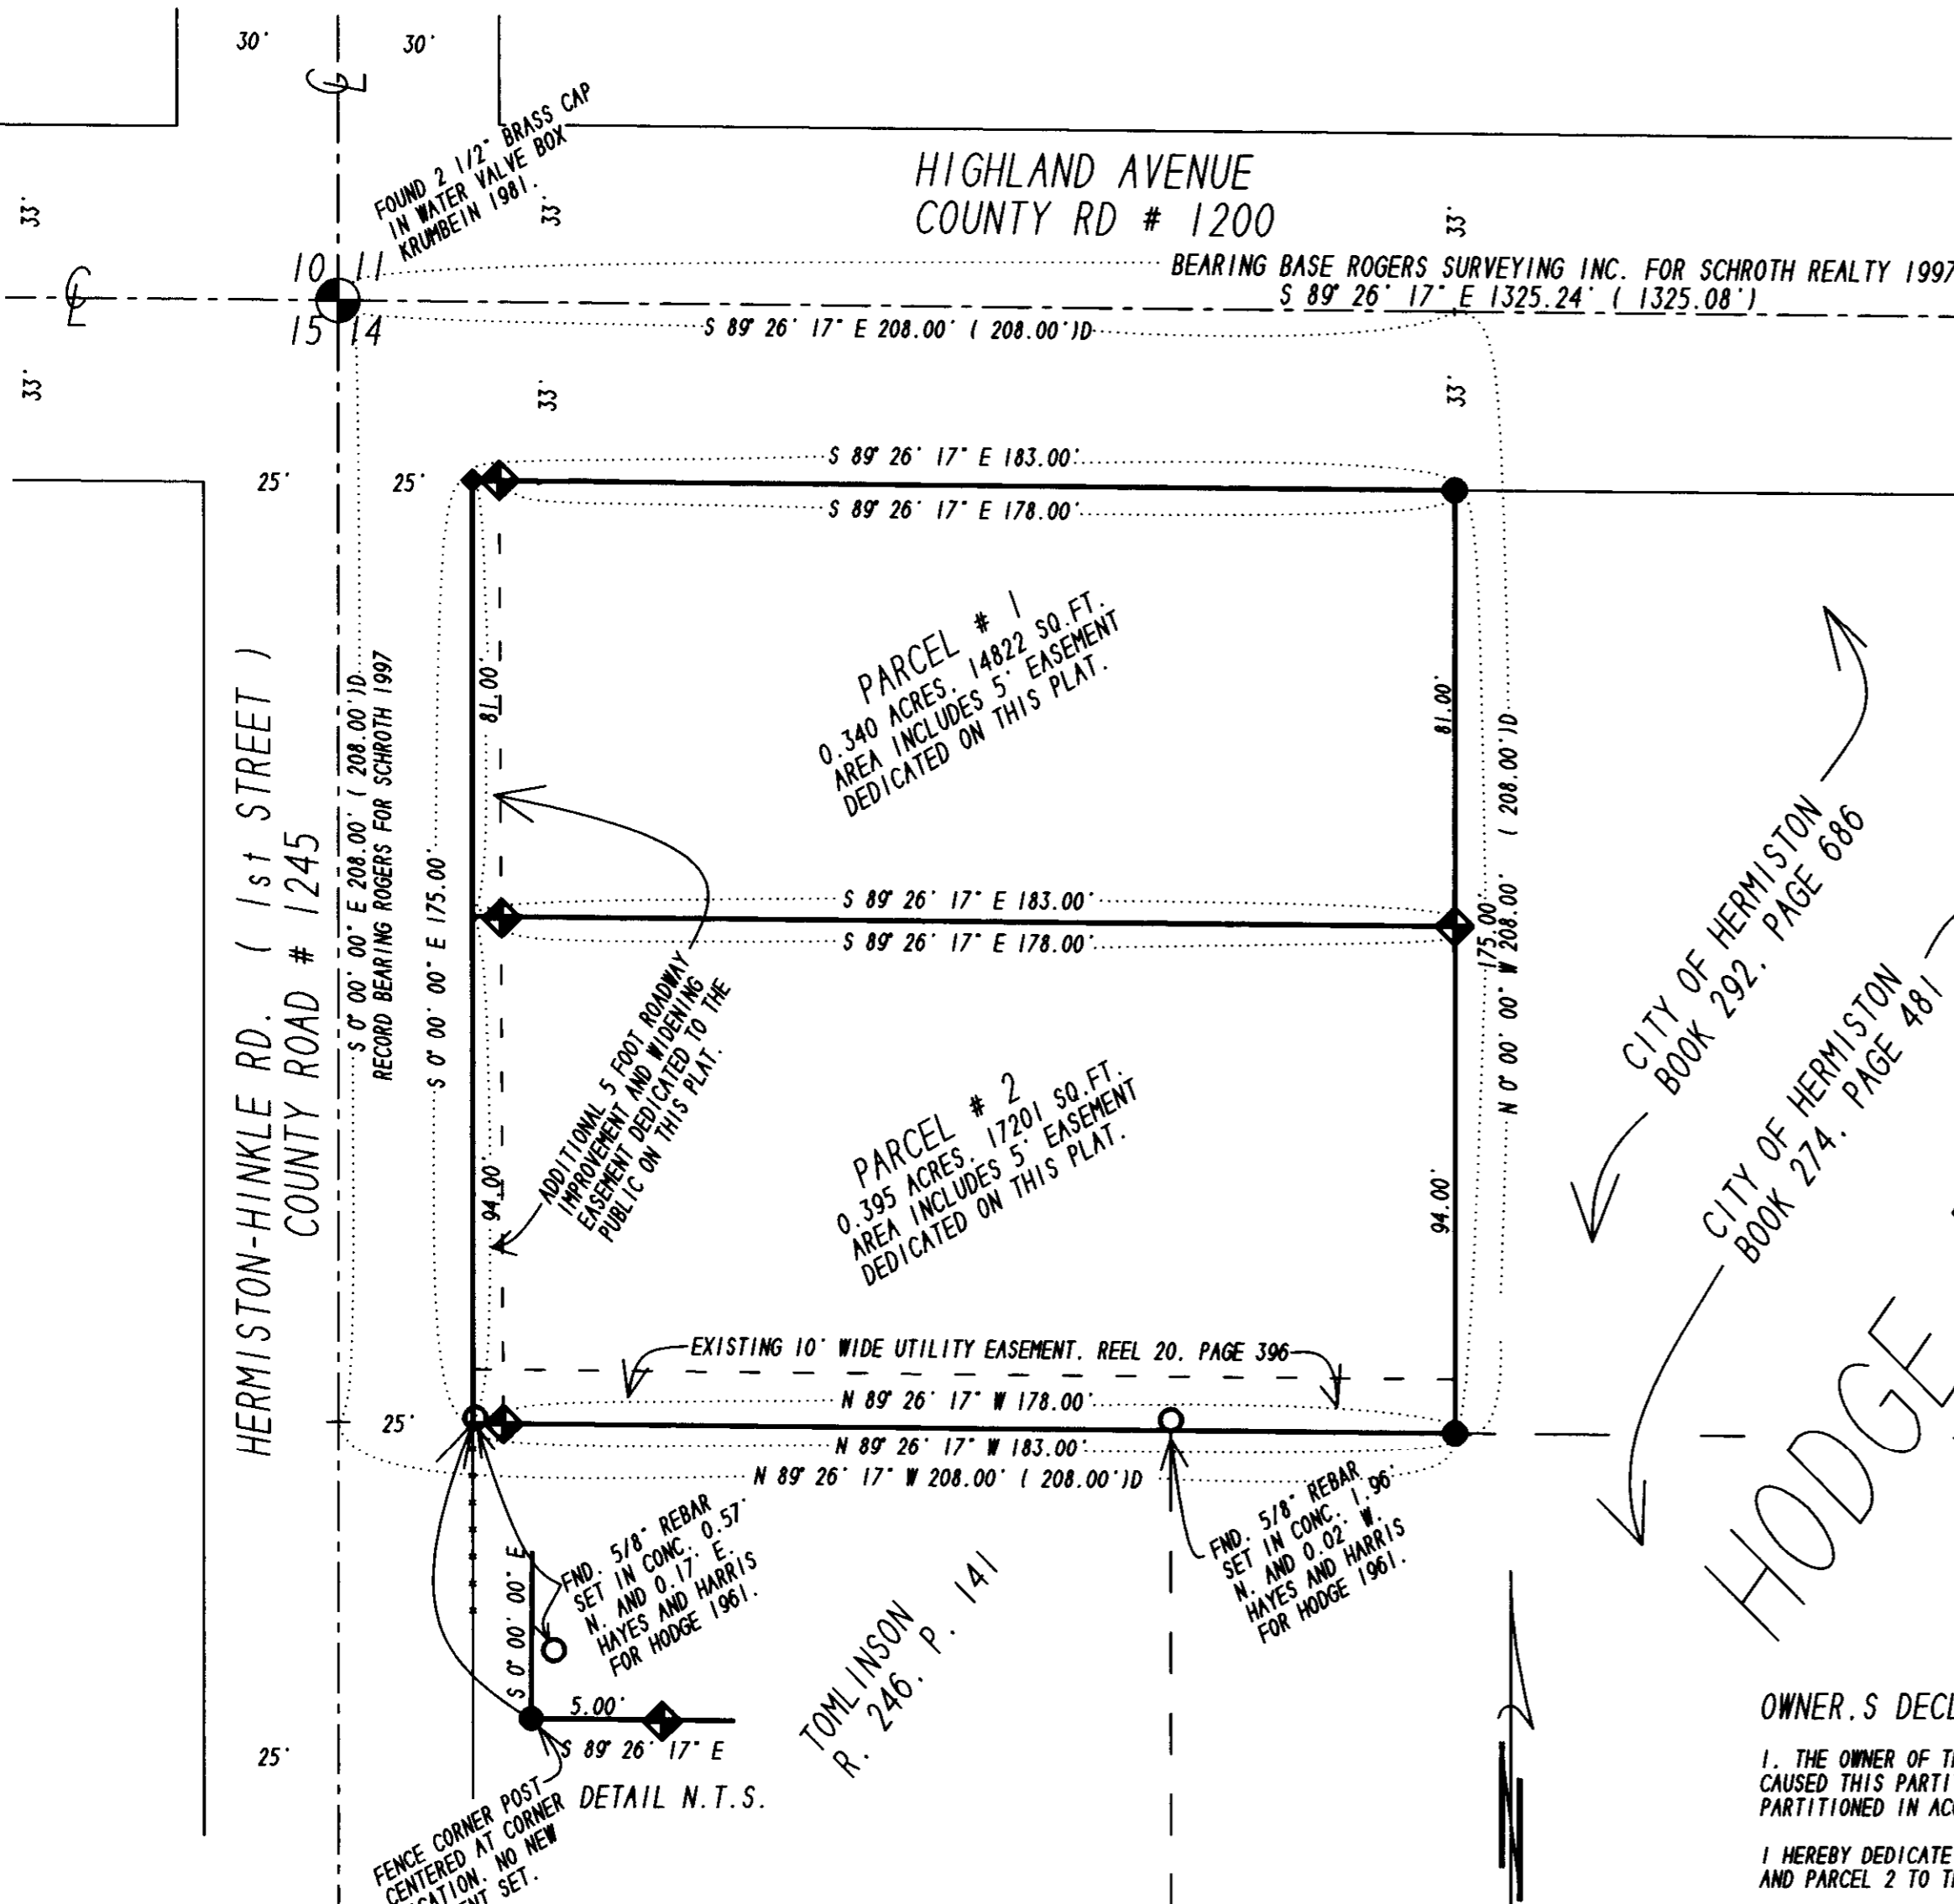 30'
30'
CL
FOUND 2 1/2" BRASS CAP
IN WATER VALVE BOX
KRUMBEIN 1981.
33'
33'
33'
HIGHLAND AVENUE
COUNTY RD # 1200
BEARING BASE ROGERS SURVEYING INC. FOR SCHROTH REALTY 1997
S 89° 26' 17" E 1325.24' ( 1325.08')
10 11
15 14
CL
S 89° 26' 17" E 208.00' ( 208.00')D
33'
33'
33'
25'
25'
S 89° 26' 17" E 183.00'
S 89° 26' 17" E 178.00'
PARCEL # 1
0.340 ACRES. 14822 SQ.FT.
AREA INCLUDES 5' EASEMENT
DEDICATED ON THIS PLAT.
81.00'
81.00'
HERMISTON-HINKLE RD. ( 1st STREET )
COUNTY ROAD # 1245
S 0° 00' 00" E 208.00' ( 208.00')D
RECORD BEARING ROGERS FOR SCHROTH 1997
S 0° 00' 00" E 175.00'
S 89° 26' 17" E 183.00'
S 89° 26' 17" E 178.00'
175.00'
N 0° 00' 00" W 208.00' ( 208.00')D
ADDITIONAL 5 FOOT ROADWAY
IMPROVEMENT AND WIDENING
EASEMENT DEDICATED TO THE
PUBLIC ON THIS PLAT.
PARCEL # 2
0.395 ACRES. 17201 SQ.FT.
AREA INCLUDES 5' EASEMENT
DEDICATED ON THIS PLAT.
94.00'
94.00'
CITY OF HERMISTON
BOOK 292. PAGE 686
CITY OF HERMISTON
BOOK 274. PAGE 481
HODGE
EXISTING 10' WIDE UTILITY EASEMENT. REEL 20. PAGE 396
N 89° 26' 17" W 178.00'
25'
N 89° 26' 17" W 183.00'
N 89° 26' 17" W 208.00' ( 208.00')D
FND. 5/8" REBAR
SET IN CONC. 0.57'
N. AND 0.17' E.
HAYES AND HARRIS
FOR HODGE 1961.
FND. 5/8" REBAR
SET IN CONC. 1.96'
N. AND 0.02' W.
HAYES AND HARRIS
FOR HODGE 1961.
TOMLINSON
R. 246. P. 141
S 0° 00' 00" E
5.00'
S 89° 26' 17" E
DETAIL N.T.S.
25'
FENCE CORNER POST
CENTERED AT CORNER
NO NEW
SET.
OWNER.S DECL
1. THE OWNER OF TH
CAUSED THIS PARTI
PARTITIONED IN ACC
I HEREBY DEDICATE
AND PARCEL 2 TO TH